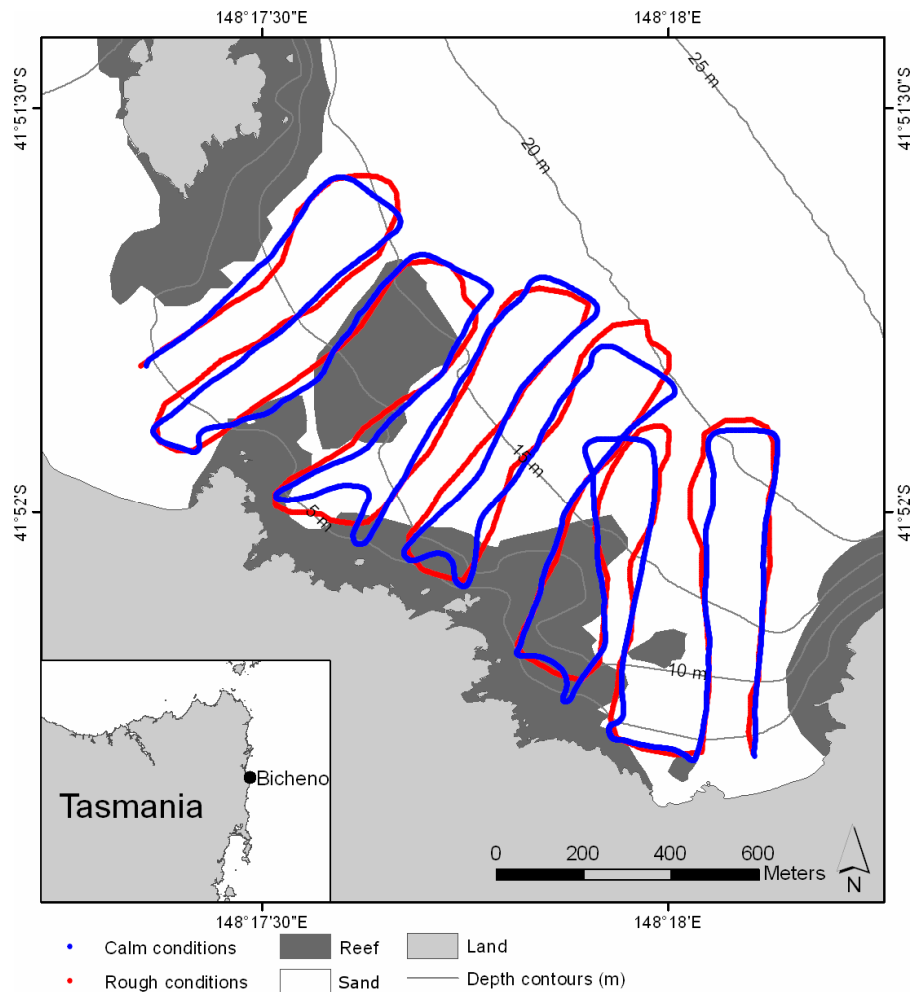 148°17'30"E 148°18'
41°51'30"S 41°51'30"S
25 m
20 m
15 m
41°52'S 41°52'S
5 m
10 m
Bicheno
Tasmania
0 200 400 600
Meters
N
148°17'30"E 148°18'
Calm conditions Reef Land
Rough conditions Sand Depth contours (m)